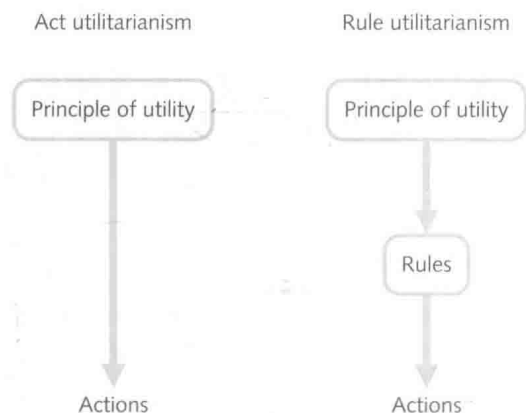 Act utilitarianism
Rule utilitarianism
Principle of utility
Principle of utility
Rules
Actions
Actions